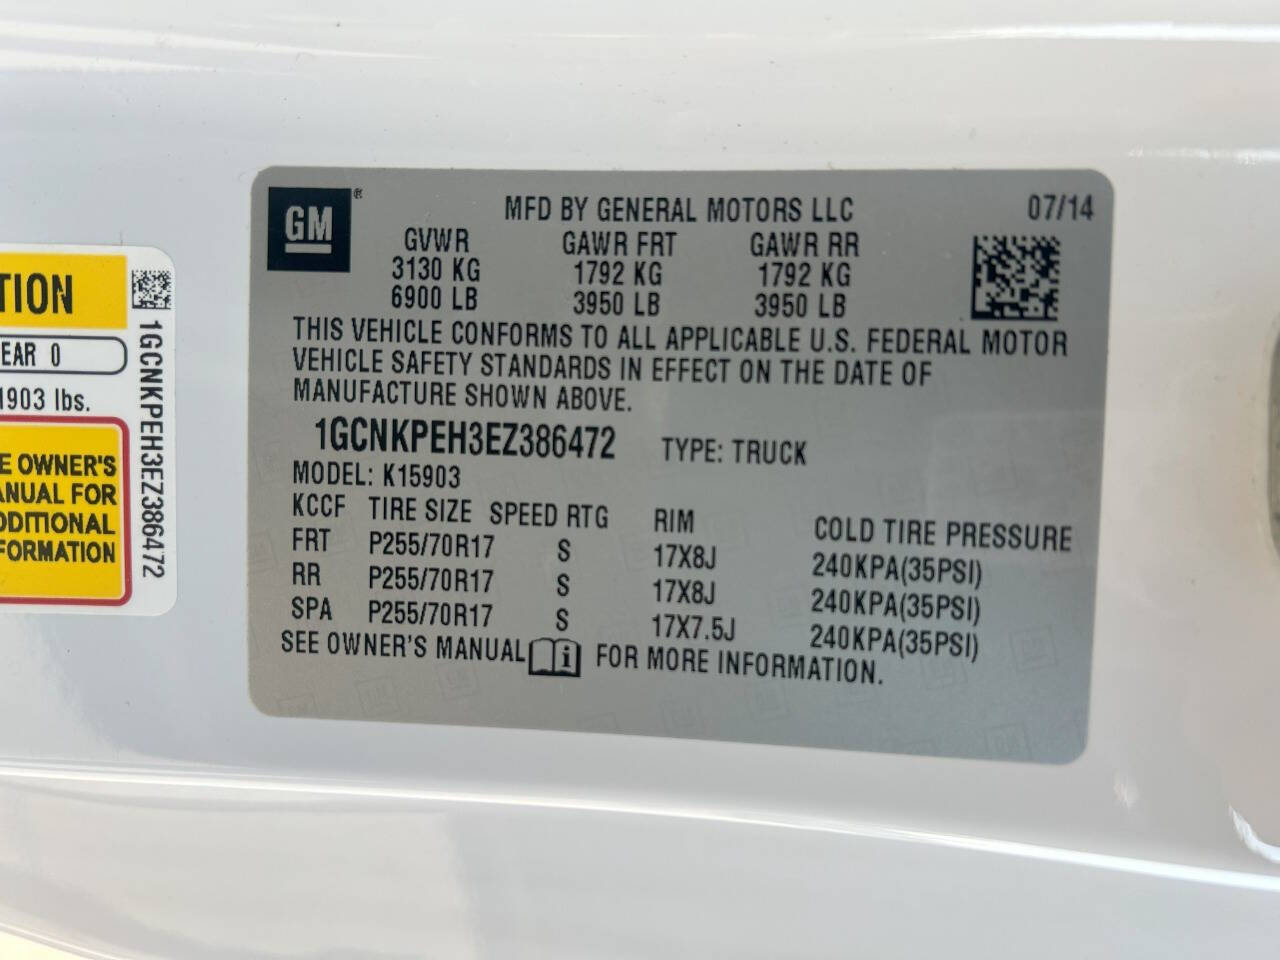 GM ®
MFD BY GENERAL MOTORS LLC 07/14
GVWR GAWR FRT GAWR RR
3130 KG 1792 KG 1792 KG
6900 LB 3950 LB 3950 LB
THIS VEHICLE CONFORMS TO ALL APPLICABLE U.S. FEDERAL MOTOR
VEHICLE SAFETY STANDARDS IN EFFECT ON THE DATE OF
MANUFACTURE SHOWN ABOVE.
1GCNKPEH3EZ386472 TYPE: TRUCK
MODEL: K15903
KCCF TIRE SIZE SPEED RTG RIM COLD TIRE PRESSURE
FRT P255/70R17 S 17X8J 240KPA(35PSI)
RR P255/70R17 S 17X8J 240KPA(35PSI)
SPA P255/70R17 S 17X7.5J 240KPA(35PSI)
SEE OWNER'S MANUAL i FOR MORE INFORMATION.
TION
EAR 0
1903 lbs.
E OWNER'S
ANUAL FOR
DDITIONAL
FORMATION
1GCNKPEH3EZ386472